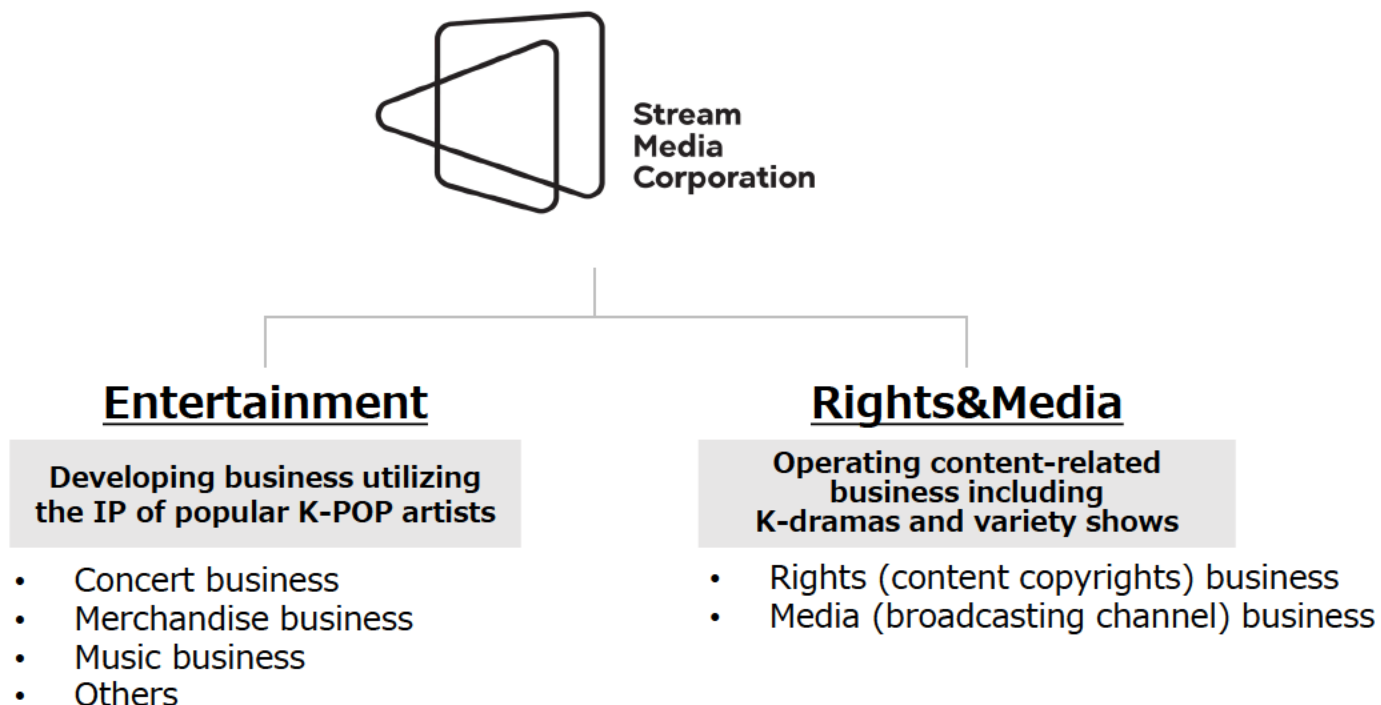 Stream
Media
Corporation
Entertainment
Developing business utilizing
the IP of popular K-POP artists
• Concert business
• Merchandise business
• Music business
• Others
Rights&Media
Operating content-related
business including
K-dramas and variety shows
• Rights (content copyrights) business
• Media (broadcasting channel) business